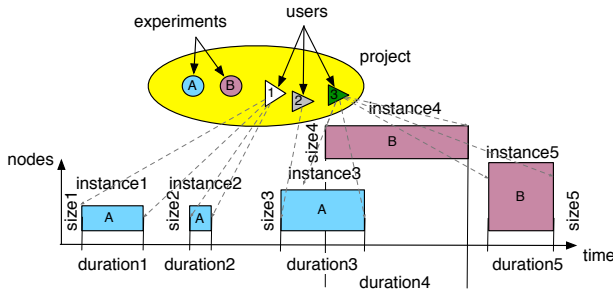 experiments
users
project
A
B
1
2
3
instance4
size4
B
nodes
instance1
instance2
instance3
instance5
size1
A
size2
A
size3
A
B
size5
time
duration1
duration2
duration3
duration5
duration4